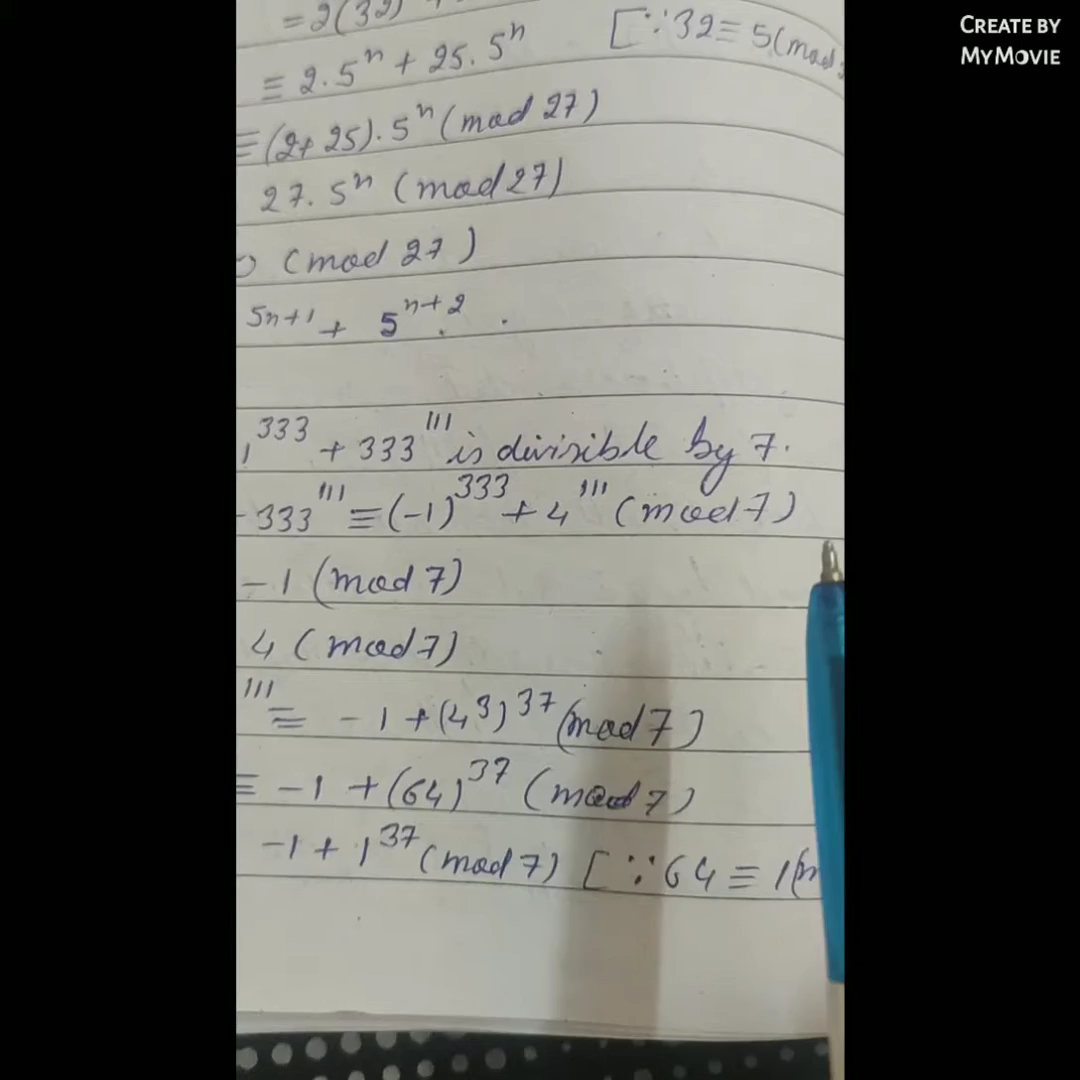 CREATE BY
MYMOVIE
=2(32)
≡ 2.5ⁿ + 25.5ⁿ [∵32≡5(mod
≡(2+25).5ⁿ(mod 27)
27.5ⁿ (mod 27)
(mod 27)
5n+1 + 5ⁿ⁺² .
333 + 333¹¹¹ is divisible by 7.
-333¹¹¹≡(-1)³³³+4¹¹¹ (mod 7)
-1 (mod 7)
4 (mod 7)
¹¹¹≡ -1+(4³)³⁷(mod 7)
≡ -1 +(64)³⁷ (mod 7)
-1+1³⁷(mod 7) [∵64≡1(m